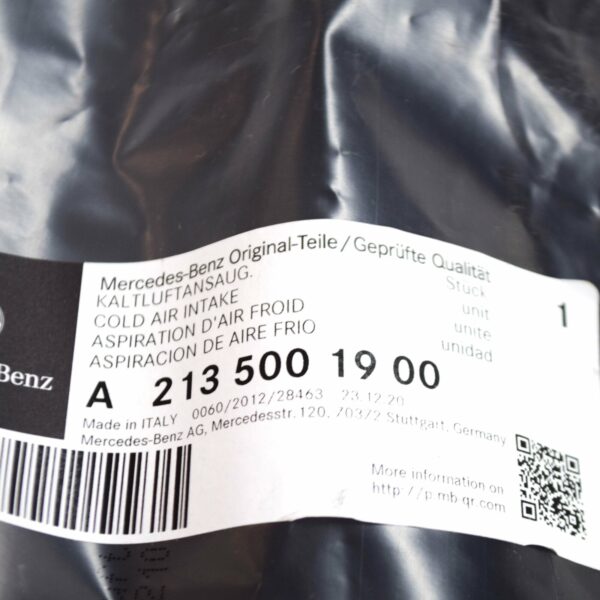 Mercedes-Benz Original-Teile / Geprüfte Qualität
KALTLUFTANSAUG. Stück
COLD AIR INTAKE unit 1
ASPIRATION D'AIR FROID unite
ASPIRACION DE AIRE FRIO unidad
Benz
A 213 500 19 00
Made in ITALY 0060/2012/28463 23.12.20
Mercedes-Benz AG, Mercedesstr.120, 70372 Stuttgart, Germany
More information on
http://p.mb-qr.com